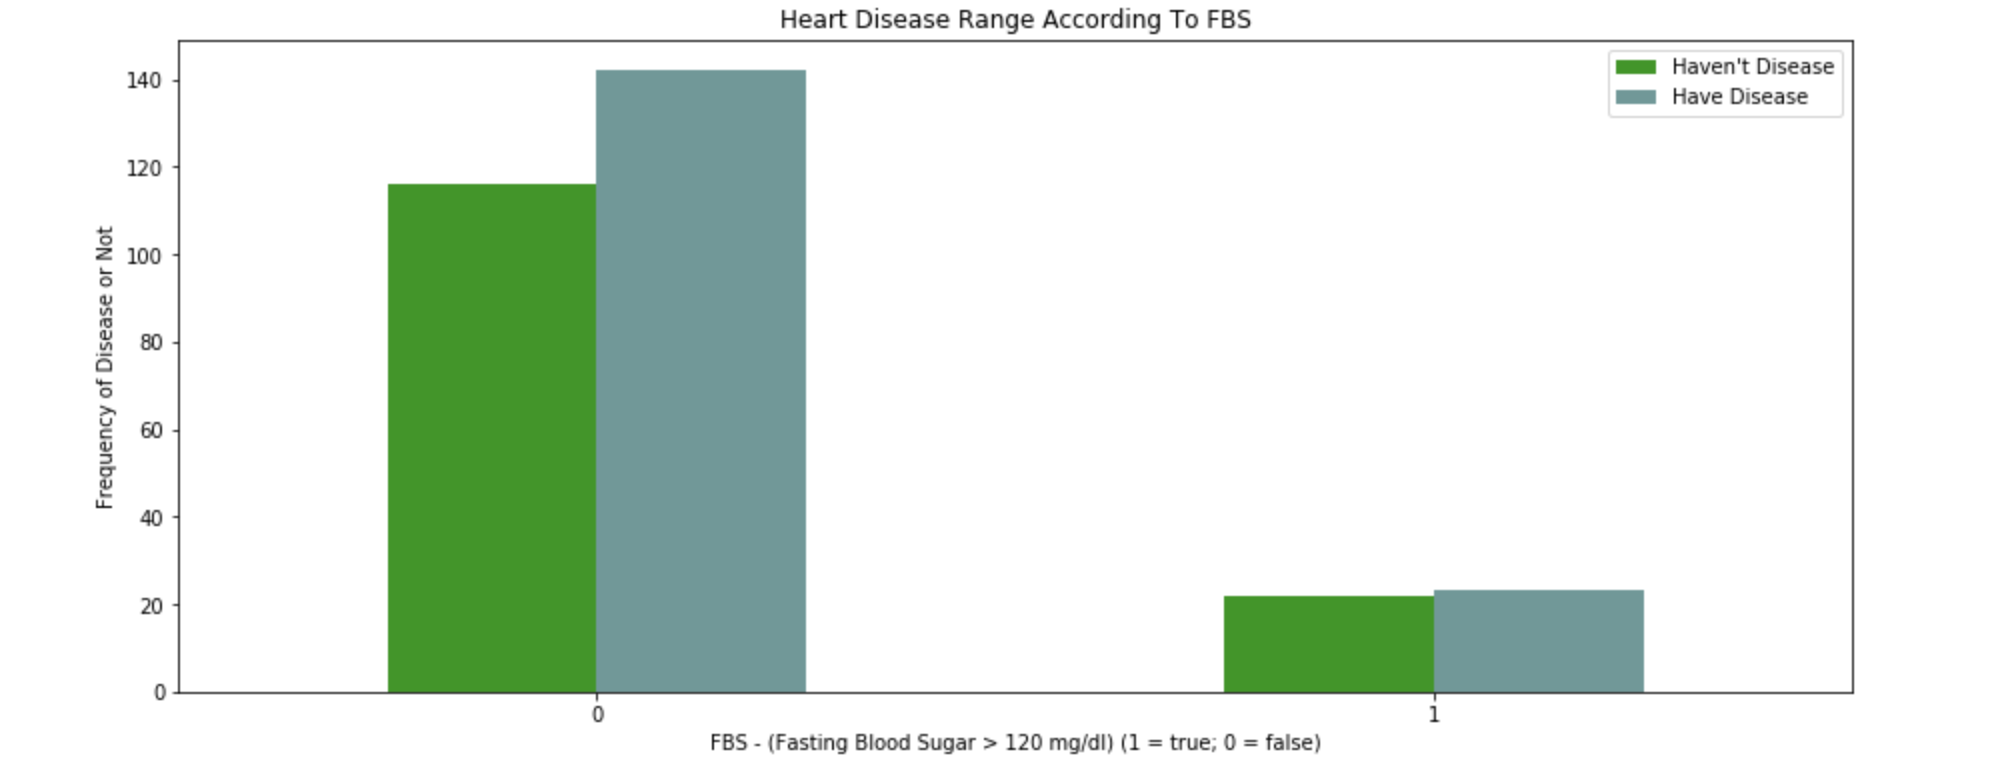 Heart Disease Range According To FBS
Haven't Disease
Have Disease
Frequency of Disease or Not
140
120
100
80
60
40
20
0
0
1
FBS - (Fasting Blood Sugar > 120 mg/dl) (1 = true; 0 = false)